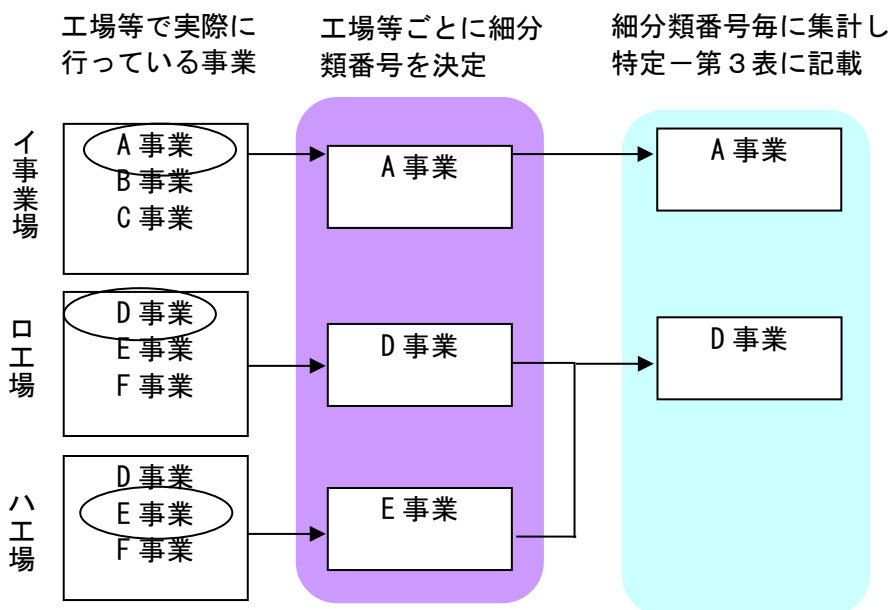 工場等で実際に
行っている事業
工場等ごとに細分
類番号を決定
細分類番号毎に集計し
特定－第３表に記載
イ事業場
A事業
B事業
C事業
A事業
A事業
ロ工場
D事業
E事業
F事業
D事業
D事業
ハ工場
D事業
E事業
F事業
E事業